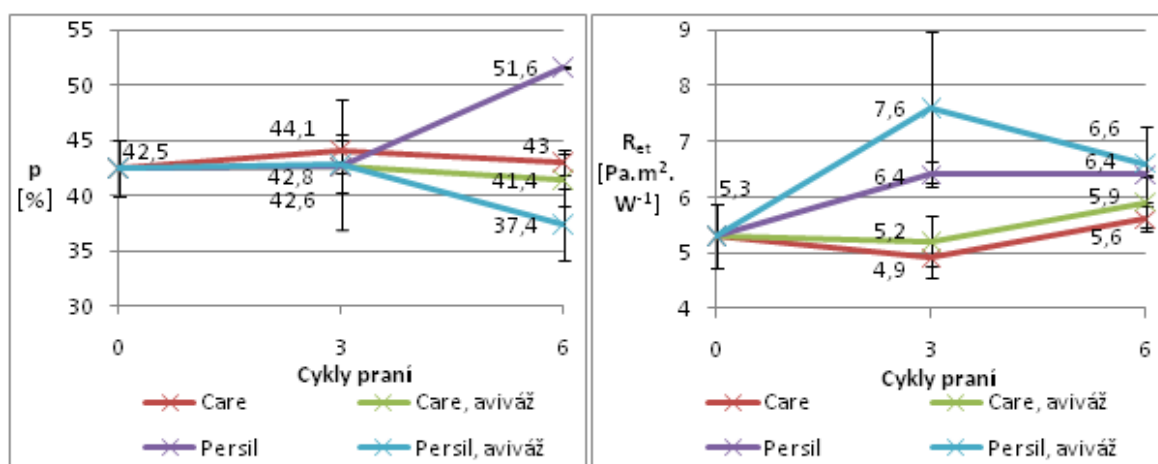 55
50
45
40
35
30
p
[%]
51,6
44,1
42,5
43
42,8
41,4
42,6
37,4
0
3
6
Cykly praní
Care
Care, aviváž
Persil
Persil, aviváž
9
8
7
6
5
4
R_et
[Pa.m².
W⁻¹]
7,6
6,6
6,4
6,4
5,3
5,9
5,2
5,6
4,9
0
3
6
Cykly praní
Care
Care, aviváž
Persil
Persil, aviváž